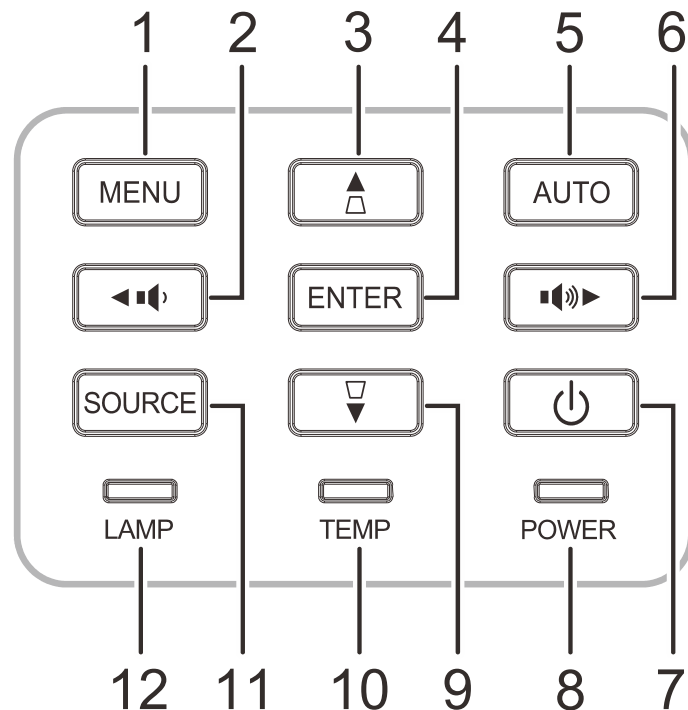 1 2 3 4 5 6
MENU AUTO
ENTER
SOURCE
LAMP TEMP POWER
12 11 10 9 8 7